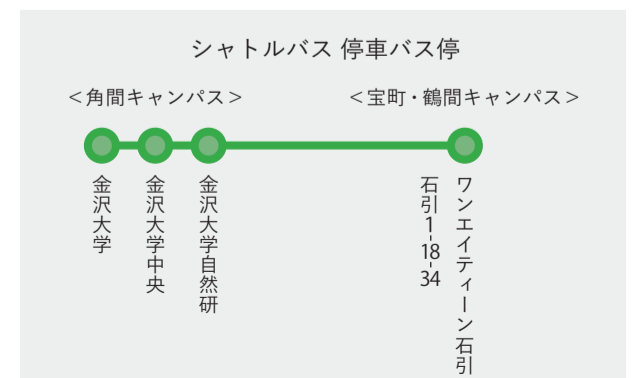 シャトルバス 停車バス停
<角間キャンパス>
<宝町・鶴間キャンパス>
金沢大学
金沢大学中央
金沢大学自然研
ワンエイティーン石引
石引1-18-34